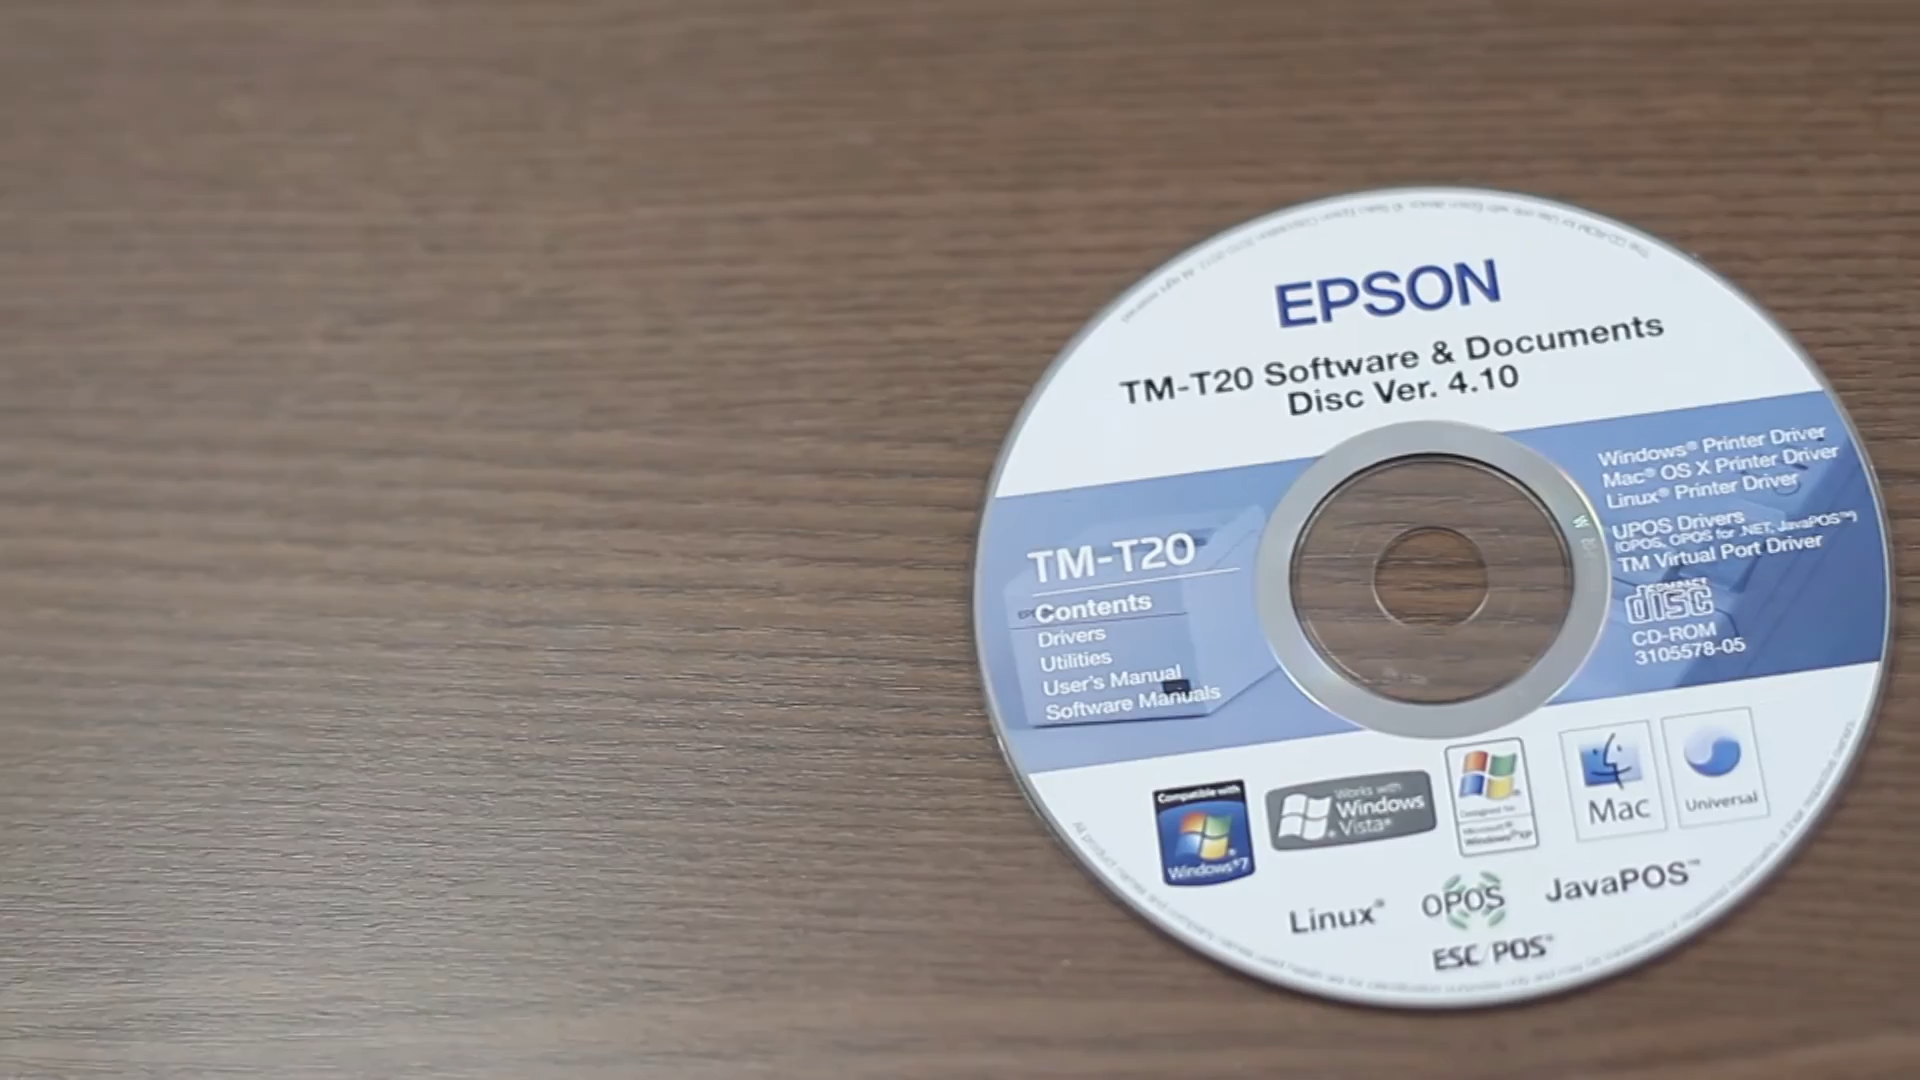 EPSON
TM-T20 Software & Documents
Disc Ver. 4.10
TM-T20
Contents
Drivers
Utilities
User's Manual
Software Manuals
Windows® Printer Driver
Mac® OS X Printer Driver
Linux® Printer Driver
UPOS Drivers
(OPOS, OPOS for .NET, JavaPOS™)
TM Virtual Port Driver
COMPACT
disc
CD-ROM
3105578-05
Compatible with
Windows® 7
Works with
Windows
Vista®
Designed for
Microsoft®
Windows® XP
Mac
Universal
Linux®
OPOS
JavaPOS™
ESC/POS™